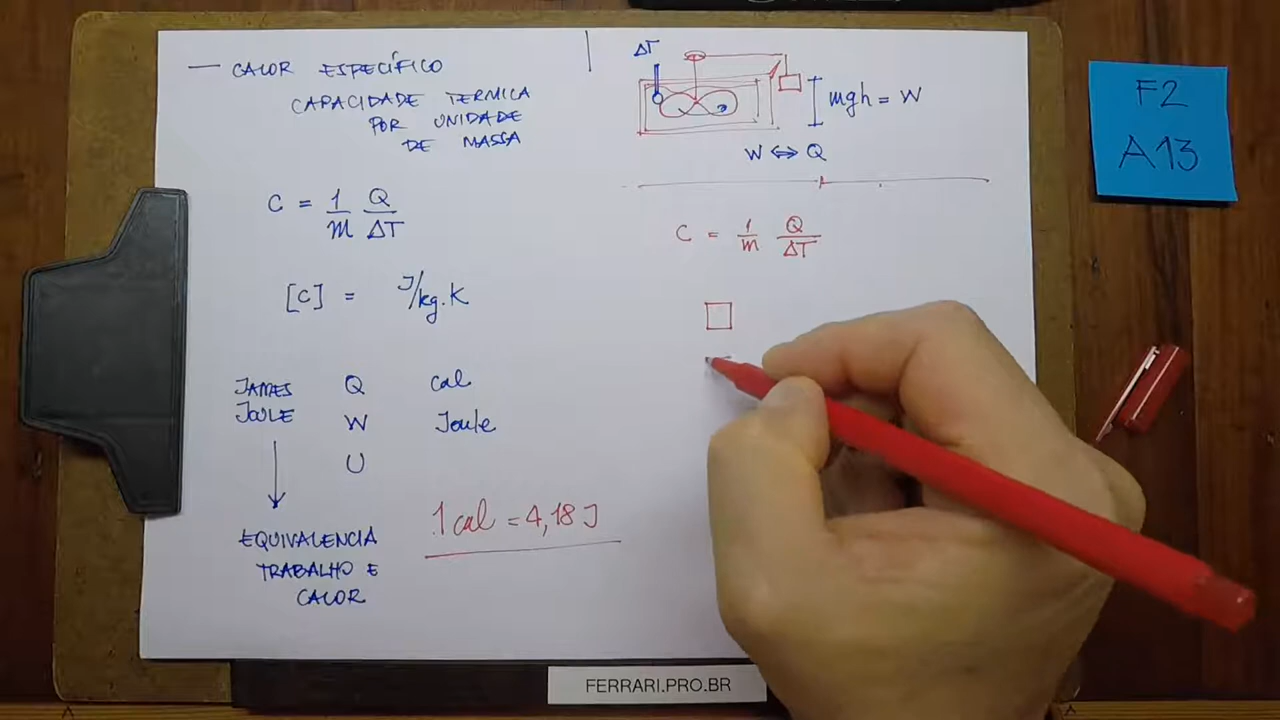 — CALOR ESPECÍFICO
CAPACIDADE TERMICA
POR UNIDADE
DE MASSA
C = 1/m Q/ΔT
[C] = J/kg.K
JAMES
JOULE
Q cal
W Joule
U
EQUIVALENCIA
TRABALHO E
CALOR
1 cal = 4,18 J
ΔT
mgh = W
W ⇔ Q
C = 1/m Q/ΔT
F2
A13
FERRARI.PRO.BR